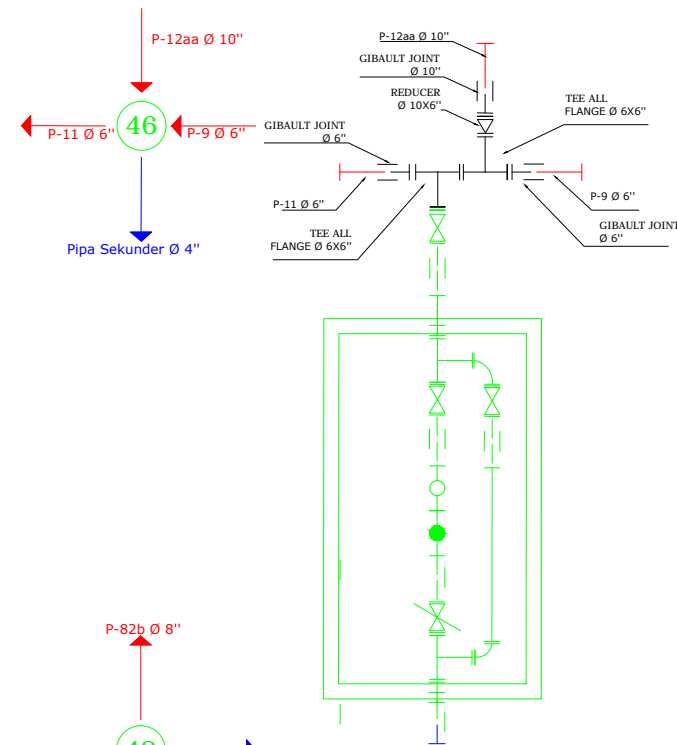 P-12aa Ø 10"
46
P-11 Ø 6"
P-9 Ø 6"
Pipa Sekunder Ø 4"
P-12aa Ø 10"
GIBAULT JOINT
Ø 10"
REDUCER
Ø 10X6"
TEE ALL
FLANGE Ø 6X6"
GIBAULT JOINT
Ø 6"
P-11 Ø 6"
P-9 Ø 6"
TEE ALL
FLANGE Ø 6X6"
GIBAULT JOINT
Ø 6"
P-82b Ø 8"